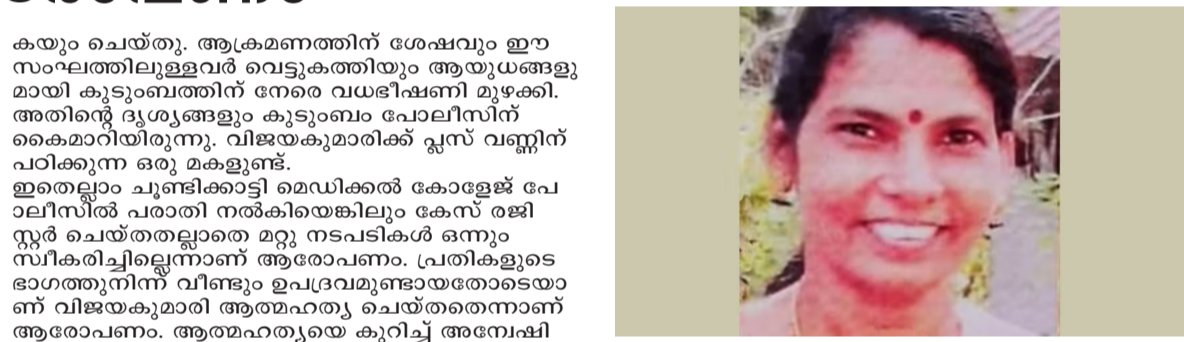 കയും ചെയ്തു. ആക്രമണത്തിന് ശേഷവും ഈ
സംഘത്തിലുള്ളവർ വെട്ടുകത്തിയും ആയുധങ്ങളു
മായി കുടുംബത്തിന് നേരെ വധഭീഷണി മുഴക്കി.
അതിന്റെ ദൃശ്യങ്ങളും കുടുംബം പോലീസിന്
കൈമാറിയിരുന്നു. വിജയകുമാരിക്ക് പ്ലസ് വണ്ണിന്
പഠിക്കുന്ന ഒരു മകളുണ്ട്.
ഇതെല്ലാം ചൂണ്ടിക്കാട്ടി മെഡിക്കൽ കോളേജ് പേ
ാലീസിൽ പരാതി നൽകിയെങ്കിലും കേസ് രജി
സ്റ്റർ ചെയ്തതല്ലാതെ മറ്റു നടപടികൾ ഒന്നും
സ്വീകരിച്ചില്ലെന്നാണ് ആരോപണം. പ്രതികളുടെ
ഭാഗത്തുനിന്ന് വീണ്ടും ഉപദ്രവമുണ്ടായതോടെയാ
ണ് വിജയകുമാരി ആത്മഹത്യ ചെയ്തതെന്നാണ്
ആരോപണം. ആത്മഹത്യയെ കുറിച്ച് അന്വേഷി